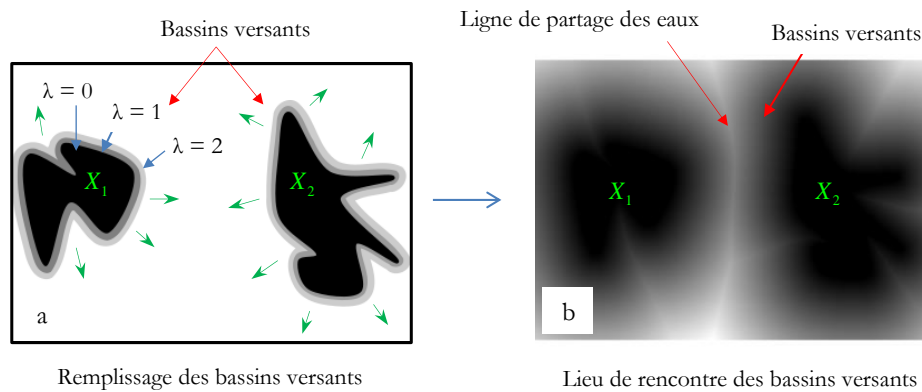 Bassins versants
λ = 0
λ = 1
λ = 2
X1
X2
a
Remplissage des bassins versants
Ligne de partage des eaux
Bassins versants
X1
X2
b
Lieu de rencontre des bassins versants